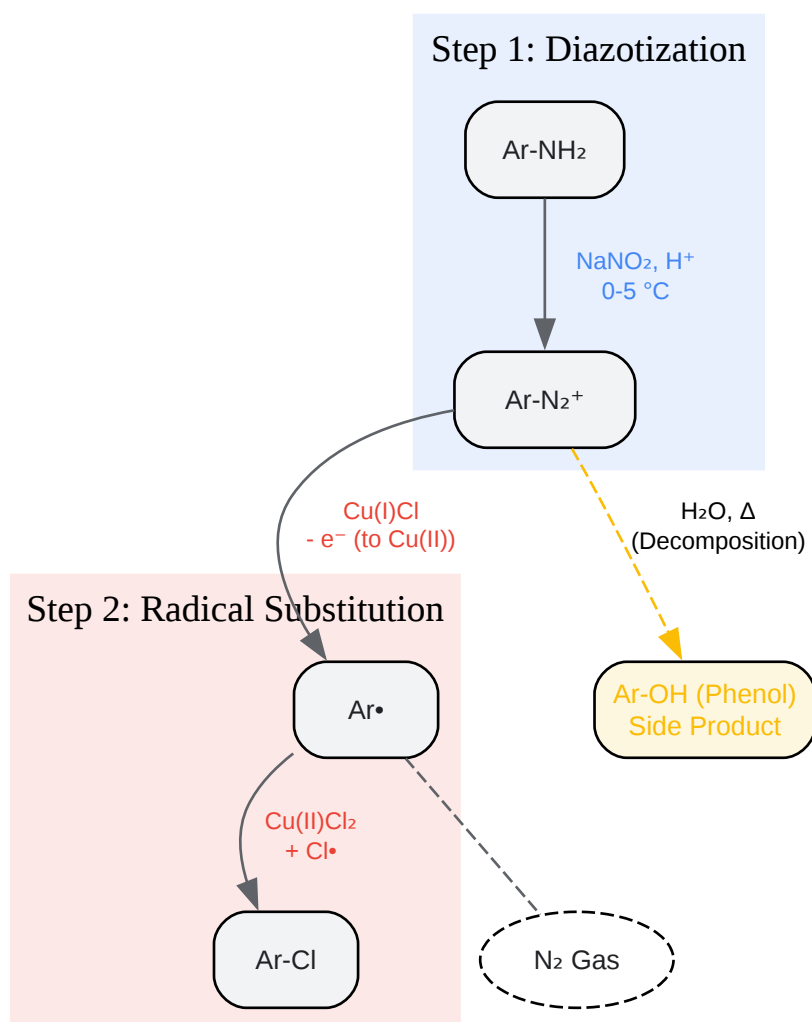 Step 1: Diazotization
Ar-NH₂
NaNO₂, H⁺
0-5 °C
Ar-N₂⁺
Cu(I)Cl
- e⁻ (to Cu(II))
H₂O, Δ
(Decomposition)
Step 2: Radical Substitution
Ar•
Ar-OH (Phenol)
Side Product
Cu(II)Cl₂
+ Cl•
Ar-Cl
N₂ Gas